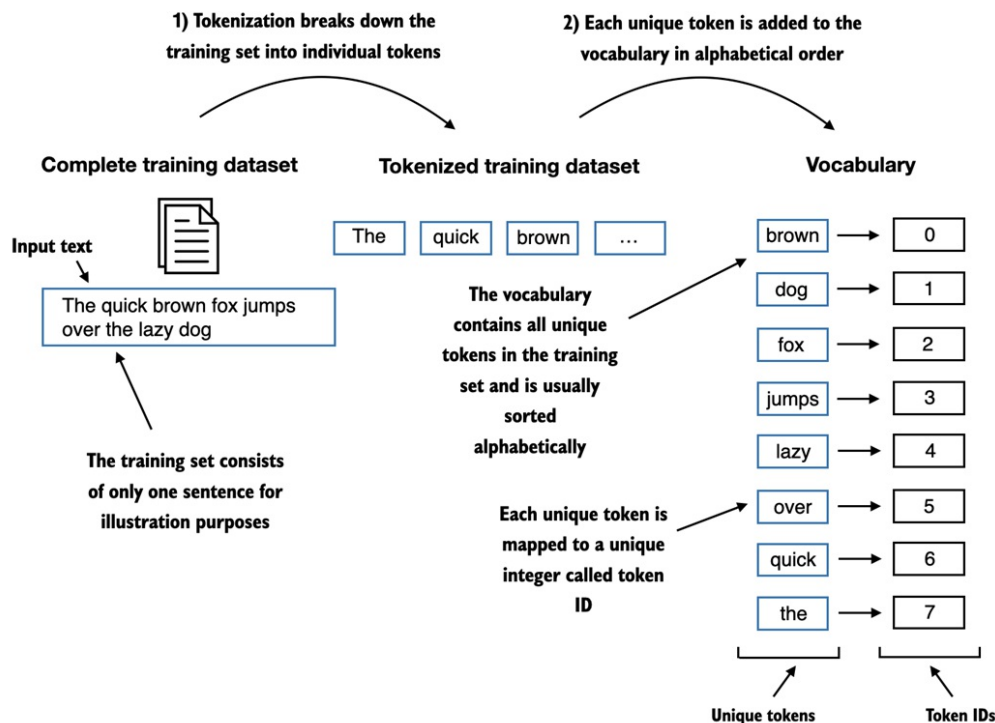 1) Tokenization breaks down the
training set into individual tokens
2) Each unique token is added to the
vocabulary in alphabetical order
Complete training dataset
Tokenized training dataset
Vocabulary
Input text
The quick brown fox jumps
over the lazy dog
The training set consists
of only one sentence for
illustration purposes
The
quick
brown
...
The vocabulary
contains all unique
tokens in the training
set and is usually
sorted
alphabetically
Each unique token is
mapped to a unique
integer called token
ID
brown 0
dog 1
fox 2
jumps 3
lazy 4
over 5
quick 6
the 7
Unique tokens
Token IDs